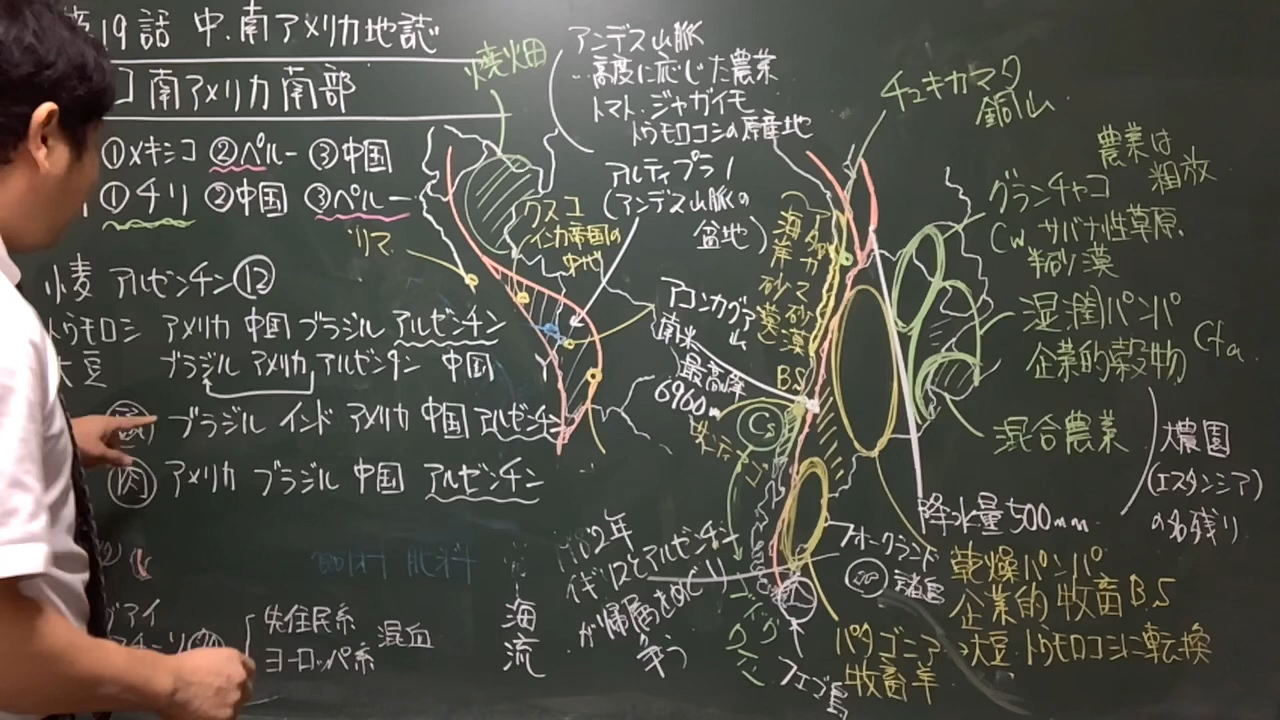 19話 中・南アメリカ地誌
南アメリカ南部
①メキシコ ②ペルー ③中国
①チリ ②中国 ③ペルー
小麦 アルゼンチン⑫
トウモロシ アメリカ 中国 ブラジル アルゼンチン
大豆 ブラジル アメリカ アルゼンチン 中国
ブラジル インド アメリカ 中国 アルゼンチン
肉 アメリカ ブラジル 中国 アルゼンチン
先住民系
ヨーロッパ系
混血
焼畑
アンデス山脈
高度に応じた農業
トマト・ジャガイモ
トウモロコシの原産地
アルティプラノ
(アンデス山脈の
盆地)
リマ
クスコ
インカ帝国の
中心
アコンカグア山
南米
最高峰
6960m
アタカマ砂漠
海岸砂漠
BS
Cs
海流
1982年
イギリスとアルゼンチン
が帰属をめぐり
争う
フォークランド
諸島
フェゴ島
パタゴニア
牧畜 羊
チュキカマタ
銅山
農業は
粗放
グランチャコ
Cw サバナ性草原
半砂漠
湿潤パンパ
企業的穀物 Cfa
混合農業
大農園
(エスタンシア)
の名残り
降水量500mm
乾燥パンパ
企業的牧畜BS
大豆・トウモロコシに転換